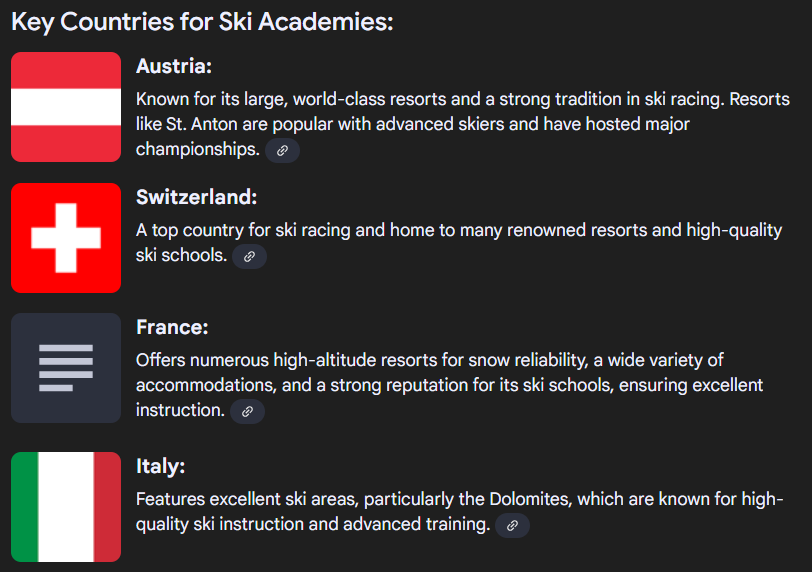 Key Countries for Ski Academies:
Austria:
Known for its large, world-class resorts and a strong tradition in ski racing. Resorts
like St. Anton are popular with advanced skiers and have hosted major
championships.
Switzerland:
A top country for ski racing and home to many renowned resorts and high-quality
ski schools.
France:
Offers numerous high-altitude resorts for snow reliability, a wide variety of
accommodations, and a strong reputation for its ski schools, ensuring excellent
instruction.
Italy:
Features excellent ski areas, particularly the Dolomites, which are known for high-
quality ski instruction and advanced training.